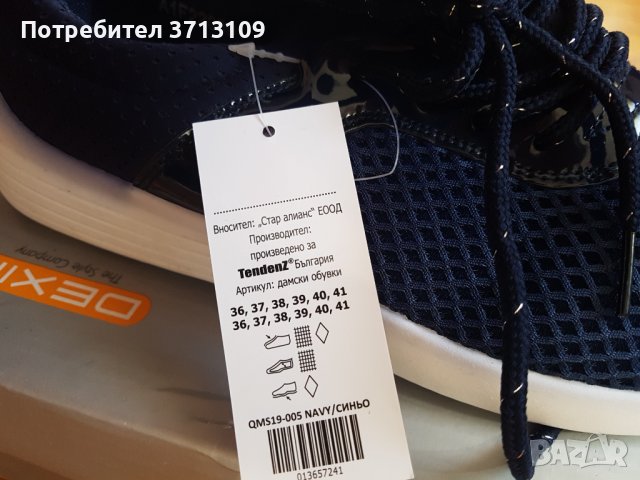 Потребител 3713109
Вносител: „Стар алианс" ЕООД
Производител:
произведено за
TendenZ® България
Артикул: дамски обувки
36, 37, 38, 39, 40, 41
36, 37, 38, 39, 40, 41
QMS19-005 NAVY/СИНЬО
013657241
The Style Company
BAZAR